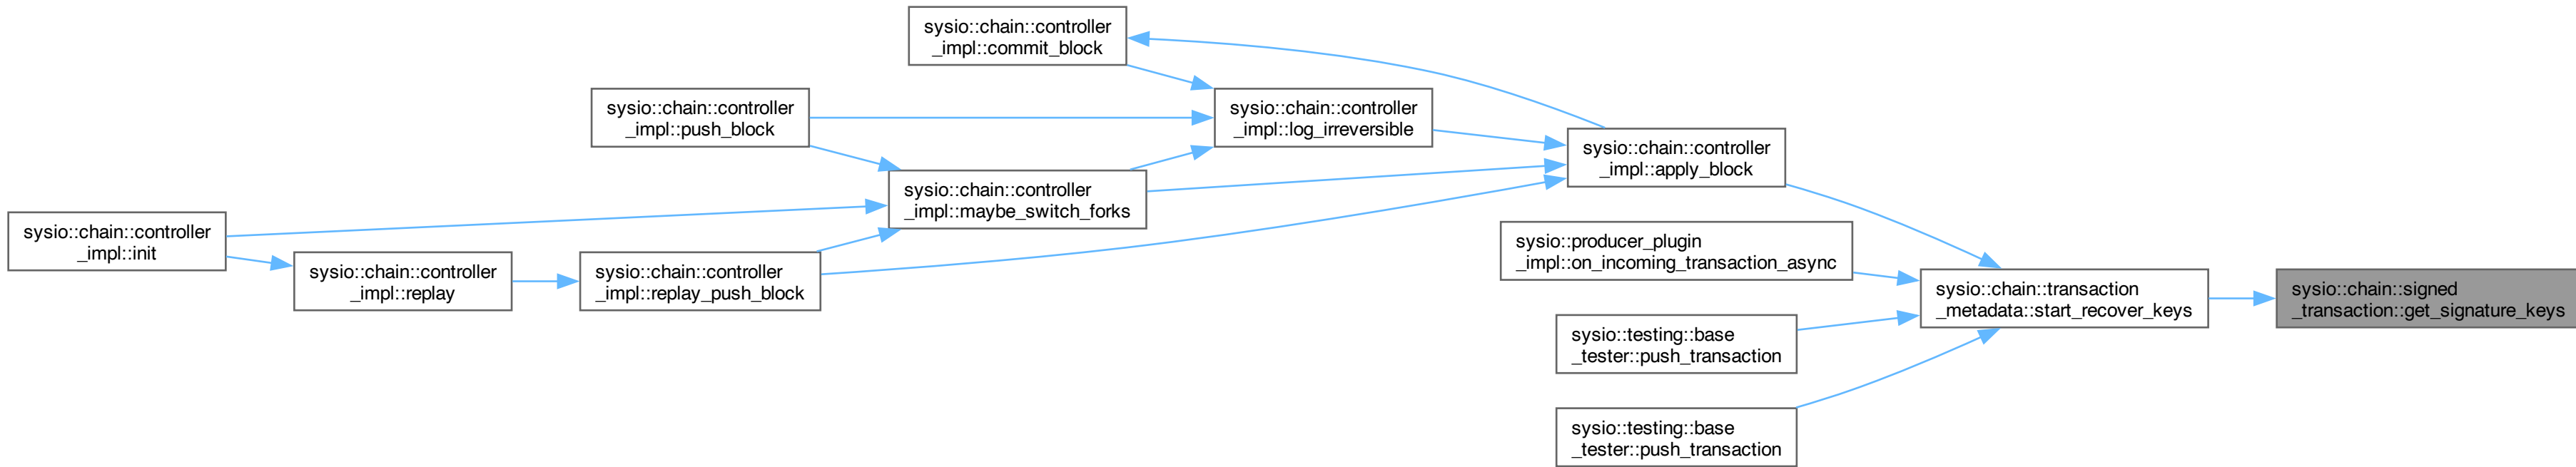 sysio::chain::controller
_impl::commit_block
sysio::chain::controller
_impl::push_block
sysio::chain::controller
_impl::log_irreversible
sysio::chain::controller
_impl::apply_block
sysio::chain::controller
_impl::maybe_switch_forks
sysio::chain::controller
_impl::init
sysio::chain::controller
_impl::replay
sysio::chain::controller
_impl::replay_push_block
sysio::producer_plugin
_impl::on_incoming_transaction_async
sysio::chain::transaction
_metadata::start_recover_keys
sysio::chain::signed
_transaction::get_signature_keys
sysio::testing::base
_tester::push_transaction
sysio::testing::base
_tester::push_transaction